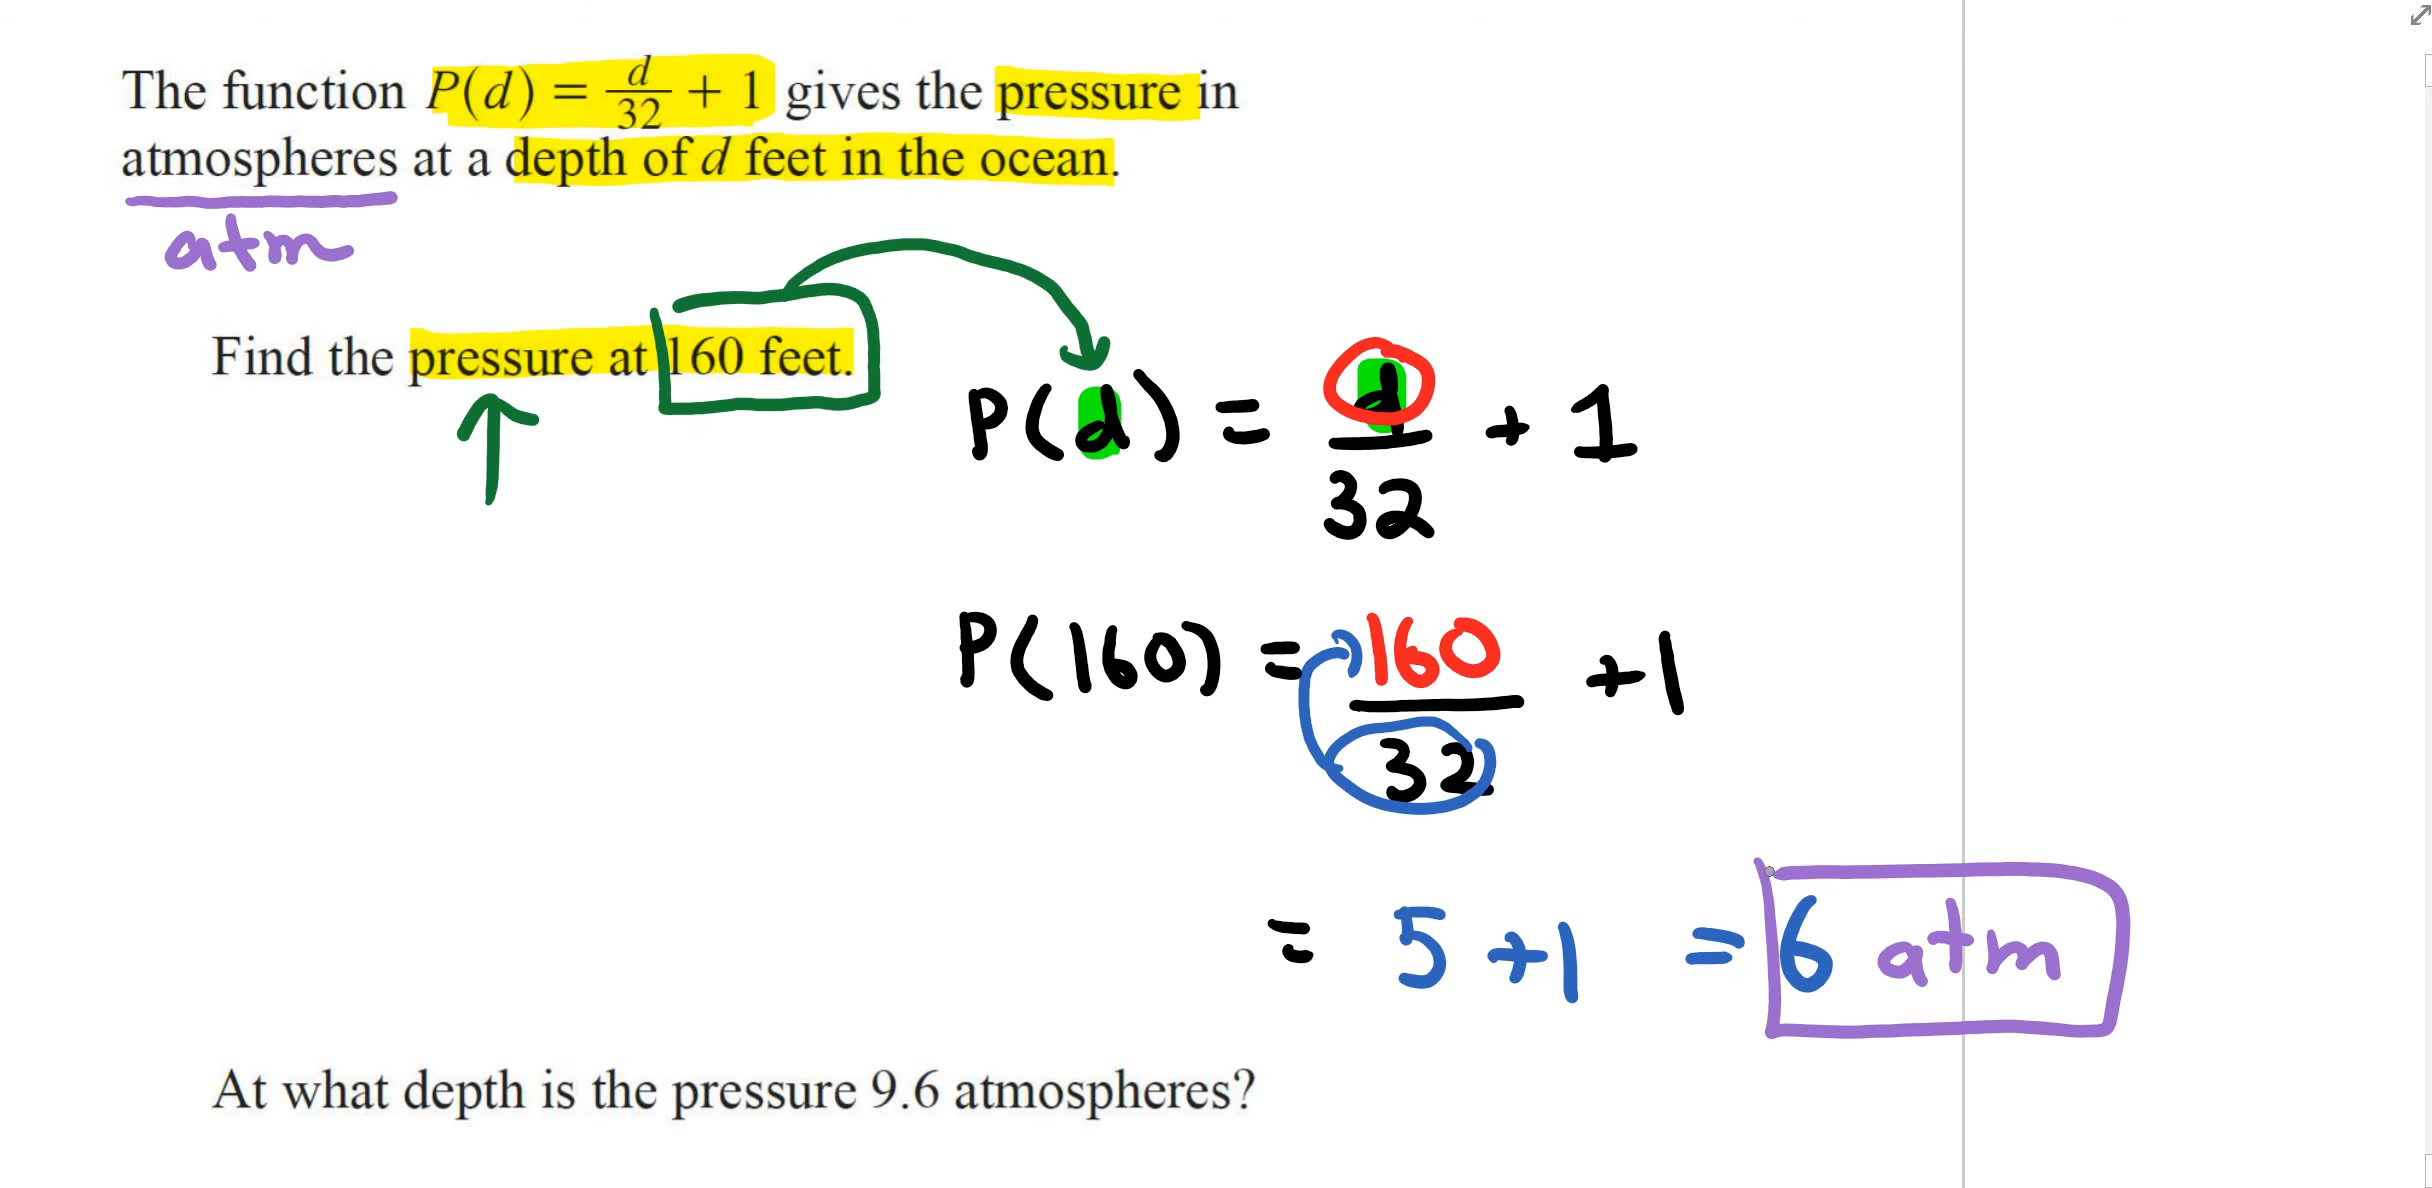 The function P(d) = d/32 + 1 gives the pressure in
atmospheres at a depth of d feet in the ocean.
atm
Find the pressure at 160 feet.
P(d) = d/32 + 1
P(160) = 160/32 + 1
= 5 + 1 = 6 atm
At what depth is the pressure 9.6 atmospheres?